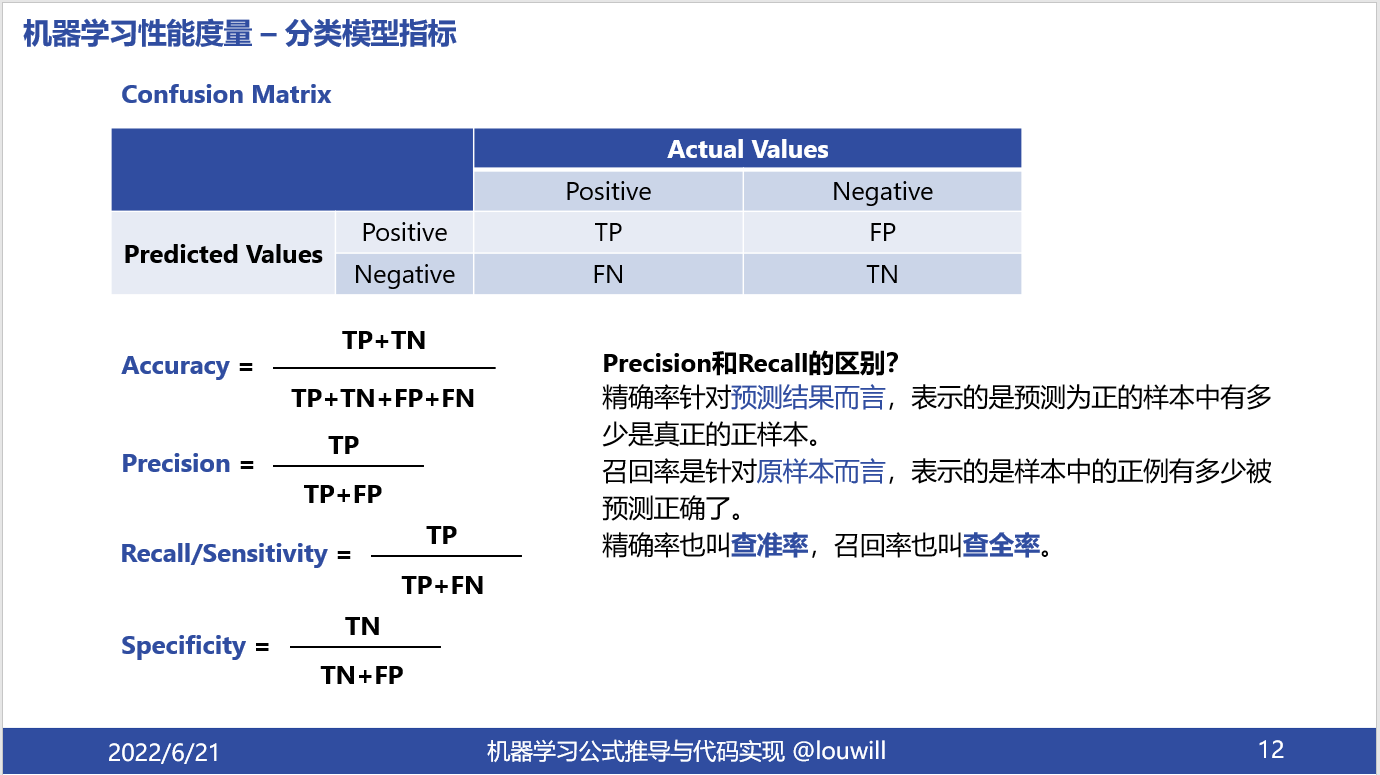 机器学习性能度量 – 分类模型指标
Confusion Matrix
Actual Values
Positive Negative
Predicted Values
Positive TP FP
Negative FN TN
TP+TN
Accuracy =
TP+TN+FP+FN
TP
Precision =
TP+FP
TP
Recall/Sensitivity =
TP+FN
TN
Specificity =
TN+FP
Precision和Recall的区别？
精确率针对预测结果而言，表示的是预测为正的样本中有多
少是真正的正样本。
召回率是针对原样本而言，表示的是样本中的正例有多少被
预测正确了。
精确率也叫查准率，召回率也叫查全率。
2022/6/21 机器学习公式推导与代码实现 @louwill 12